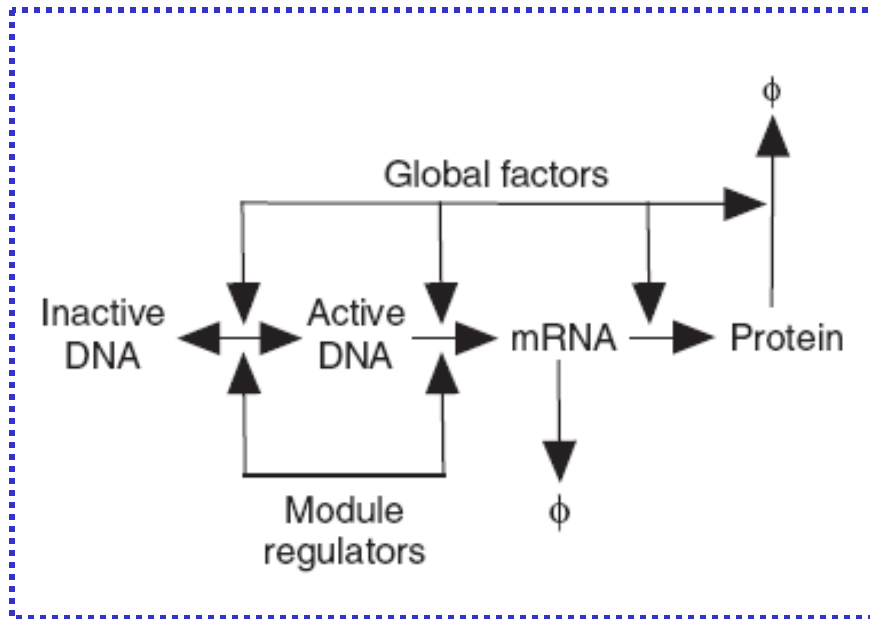 ϕ
Global factors
Inactive
DNA
Active
DNA
mRNA
Protein
Module
regulators
ϕ